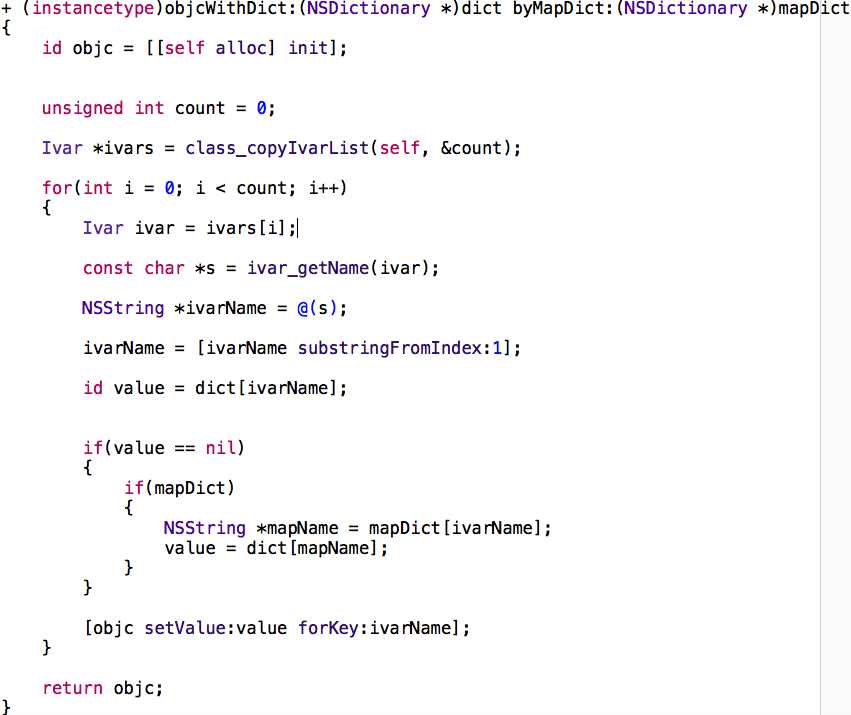 + (instancetype)objcWithDict:(NSDictionary *)dict byMapDict:(NSDictionary *)mapDict
{
    id objc = [[self alloc] init];
    unsigned int count = 0;
    Ivar *ivars = class_copyIvarList(self, &count);
    for(int i = 0; i < count; i++)
    {
        Ivar ivar = ivars[i];
        const char *s = ivar_getName(ivar);
        NSString *ivarName = @(s);
        ivarName = [ivarName substringFromIndex:1];
        id value = dict[ivarName];
        if(value == nil)
        {
            if(mapDict)
            {
                NSString *mapName = mapDict[ivarName];
                value = dict[mapName];
            }
        }
        [objc setValue:value forKey:ivarName];
    }
    return objc;
}